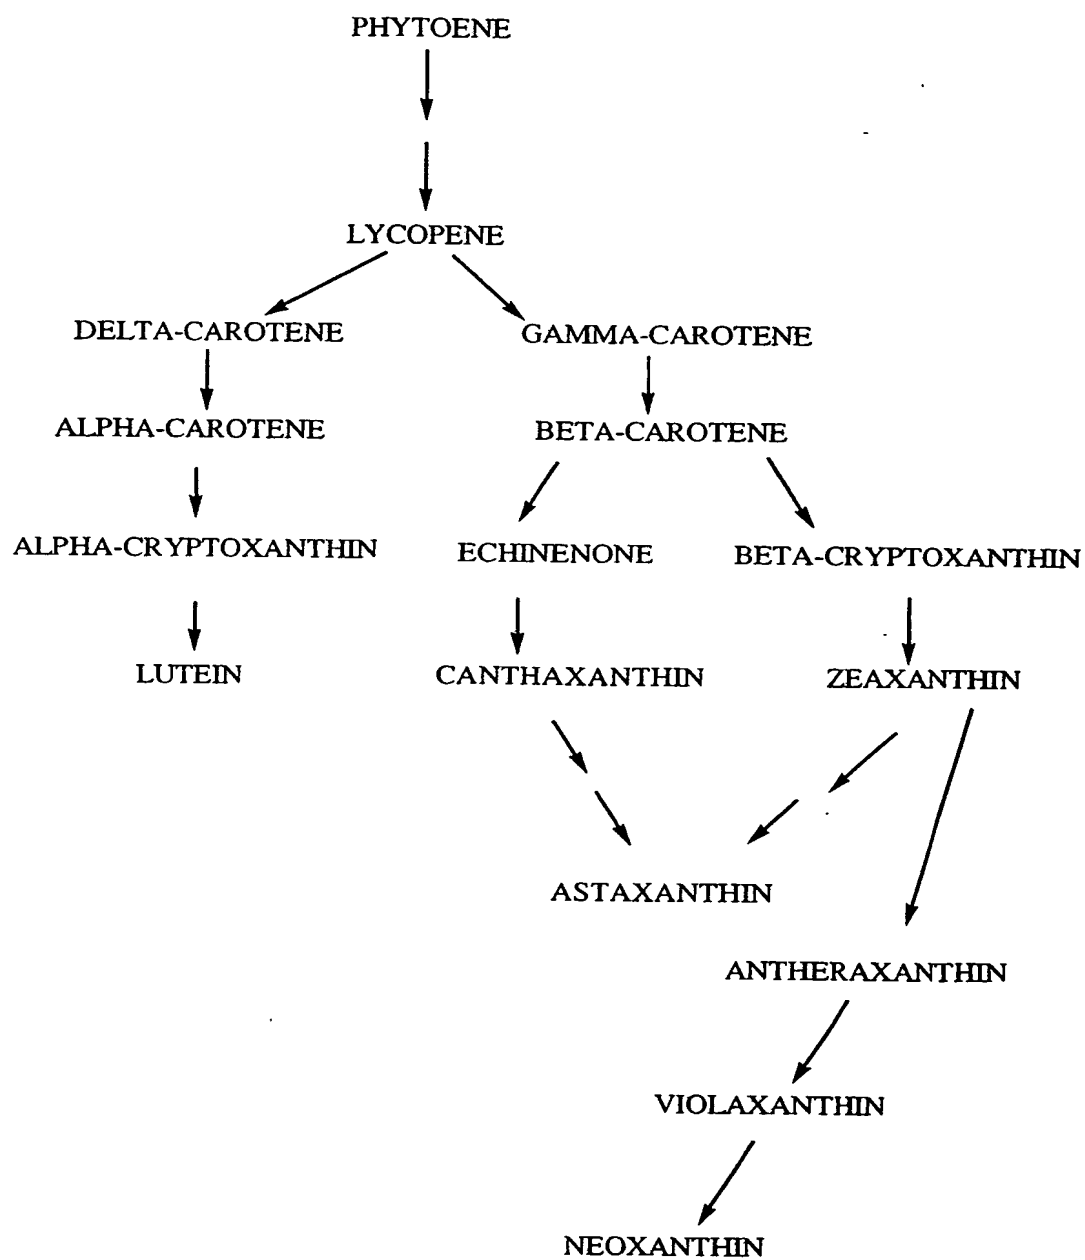 PHYTOENE
LYCOPENE
DELTA-CAROTENE
GAMMA-CAROTENE
ALPHA-CAROTENE
BETA-CAROTENE
ALPHA-CRYPTOXANTHIN
ECHINENONE
BETA-CRYPTOXANTHIN
LUTEIN
CANTHAXANTHIN
ZEAXANTHIN
ASTAXANTHIN
ANTHERAXANTHIN
VIOLAXANTHIN
NEOXANTHIN